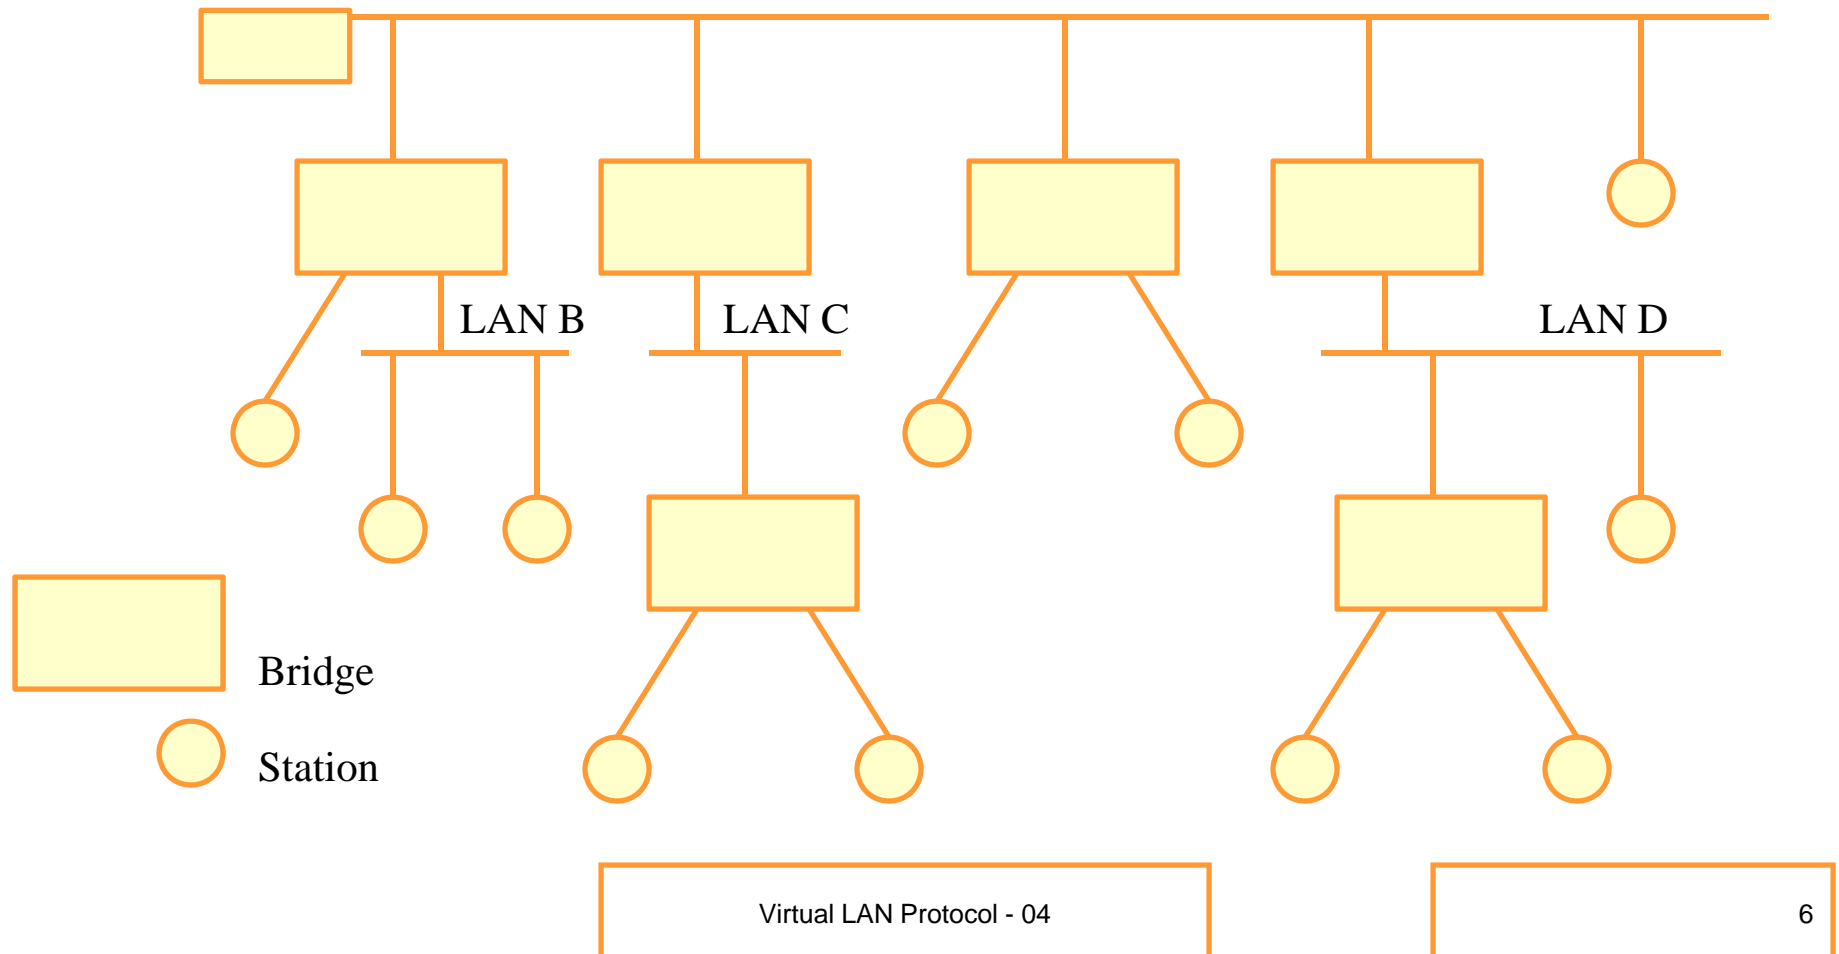 LAN B
LAN C
LAN D
Bridge
Station
Virtual LAN Protocol - 04
6